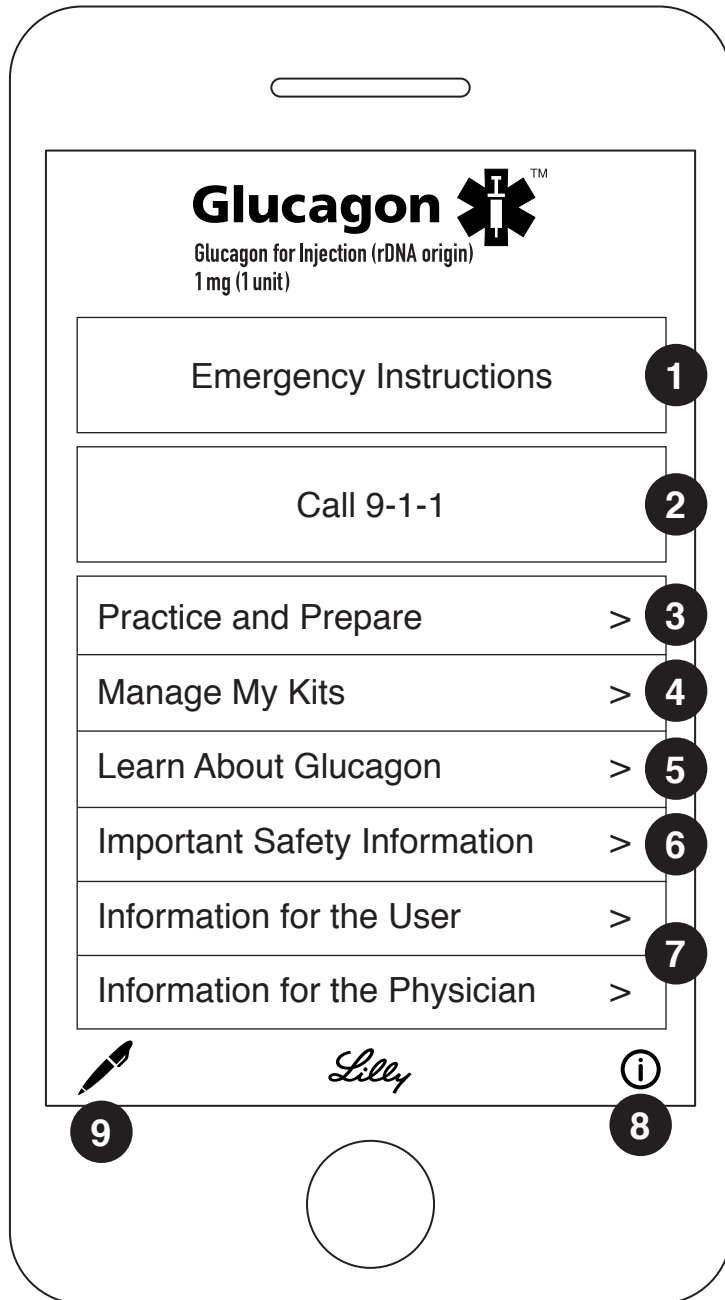 Glucagon ™
Glucagon for Injection (rDNA origin)
1 mg (1 unit)
Emergency Instructions 1
Call 9-1-1 2
Practice and Prepare > 3
Manage My Kits > 4
Learn About Glucagon > 5
Important Safety Information > 6
Information for the User >
7
Information for the Physician >
Lilly i
9 8